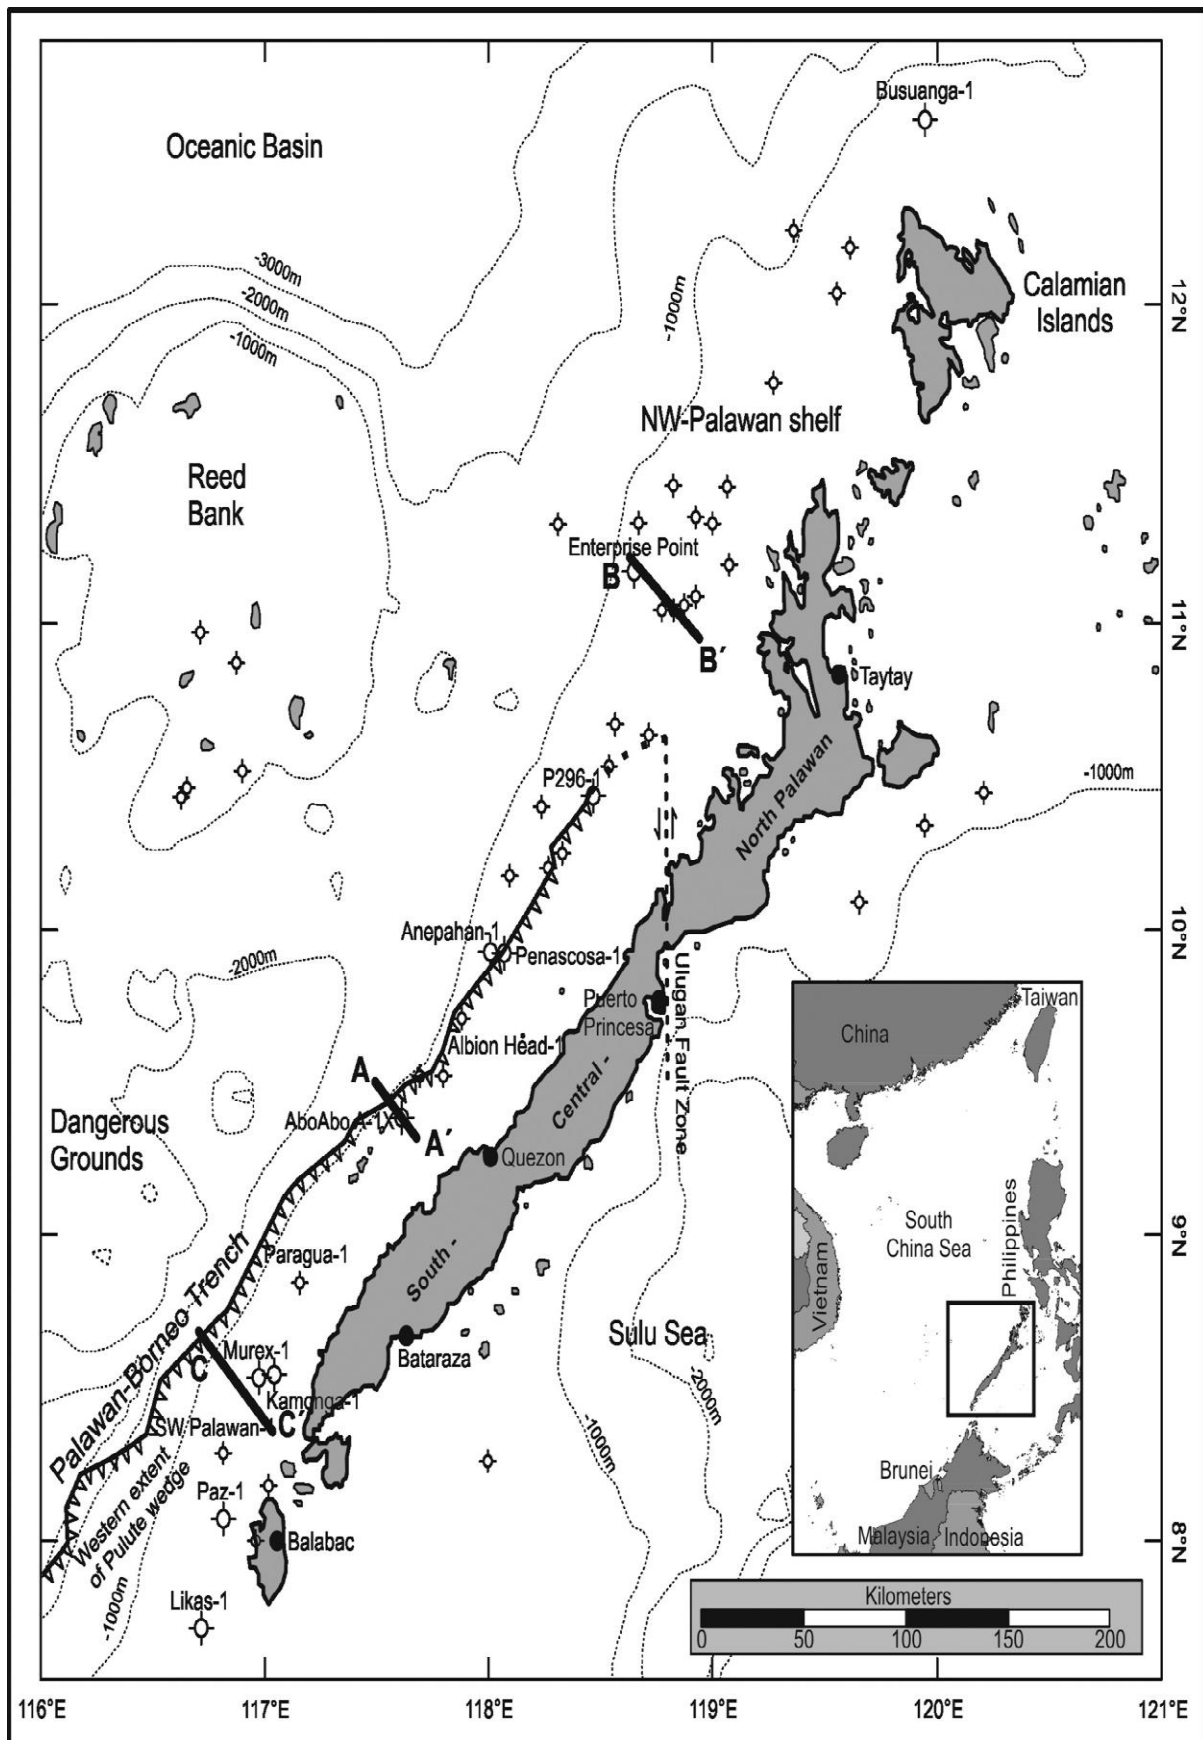 Busuanga-1
Oceanic Basin
-3000m
-2000m
-1000m
-1000m
Calamian
Islands
12°N
NW-Palawan shelf
Reed
Bank
Enterprise Point
B
B´
11°N
Taytay
North Palawan
P296-1
-1000m
Anepahan-1
Penascosa-1
10°N
-2000m
Puerto
Princesa
Ulugan Fault Zone
Albion Head-1
Central -
A
AboAbo A-1X
A´
Dangerous
Grounds
Quezon
9°N
South -
Paragua-1
Palawan-Borneo Trench
Murex-1
C
Kamonga-1
C´
SW Palawan-1
Bataraza
Sulu Sea
-2000m
-1000m
Western extent
of Pulute wedge
Paz-1
Balabac
8°N
-1000m
Likas-1
Taiwan
China
South
China Sea
Philippines
Vietnam
Brunei
Malaysia
Indonesia
Kilometers
0 50 100 150 200
116°E 117°E 118°E 119°E 120°E 121°E